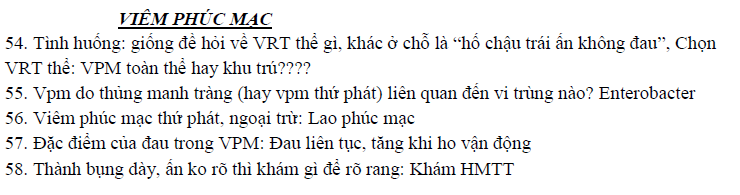 VIÊM PHÚC MẠC
54. Tình huống: giống đề hỏi về VRT thể gì, khác ở chỗ là “hố chậu trái ấn không đau”, Chọn
VRT thể: VPM toàn thể hay khu trú????
55. Vpm do thủng manh tràng (hay vpm thứ phát) liên quan đến vi trùng nào? Enterobacter
56. Viêm phúc mạc thứ phát, ngoại trừ: Lao phúc mạc
57. Đặc điểm của đau trong VPM: Đau liên tục, tăng khi ho vận động
58. Thành bụng dày, ấn ko rõ thì khám gì để rõ rang: Khám HMTT